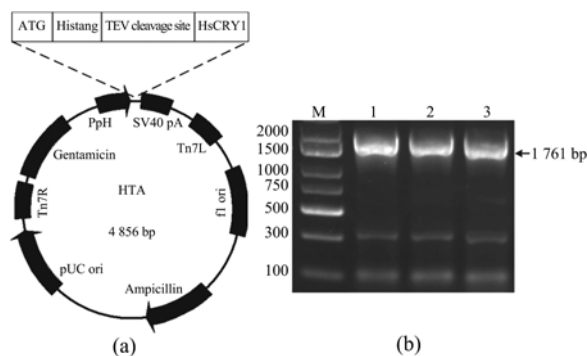 ATG Histang TEV cleavage site HsCRY1
PpH SV40 pA
Tn7L
Gentamicin
Tn7R
HTA
f1 ori
4 856 bp
pUC ori
Ampicillin
(a)
M 1 2 3
2000
1500
1000
750
500
300
100
1 761 bp
(b)